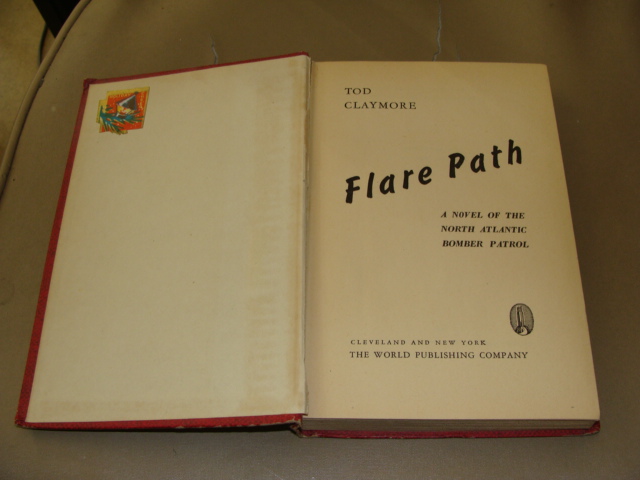 TOD
CLAYMORE
Flare Path
A NOVEL OF THE
NORTH ATLANTIC
BOMBER PATROL
CLEVELAND AND NEW YORK
THE WORLD PUBLISHING COMPANY